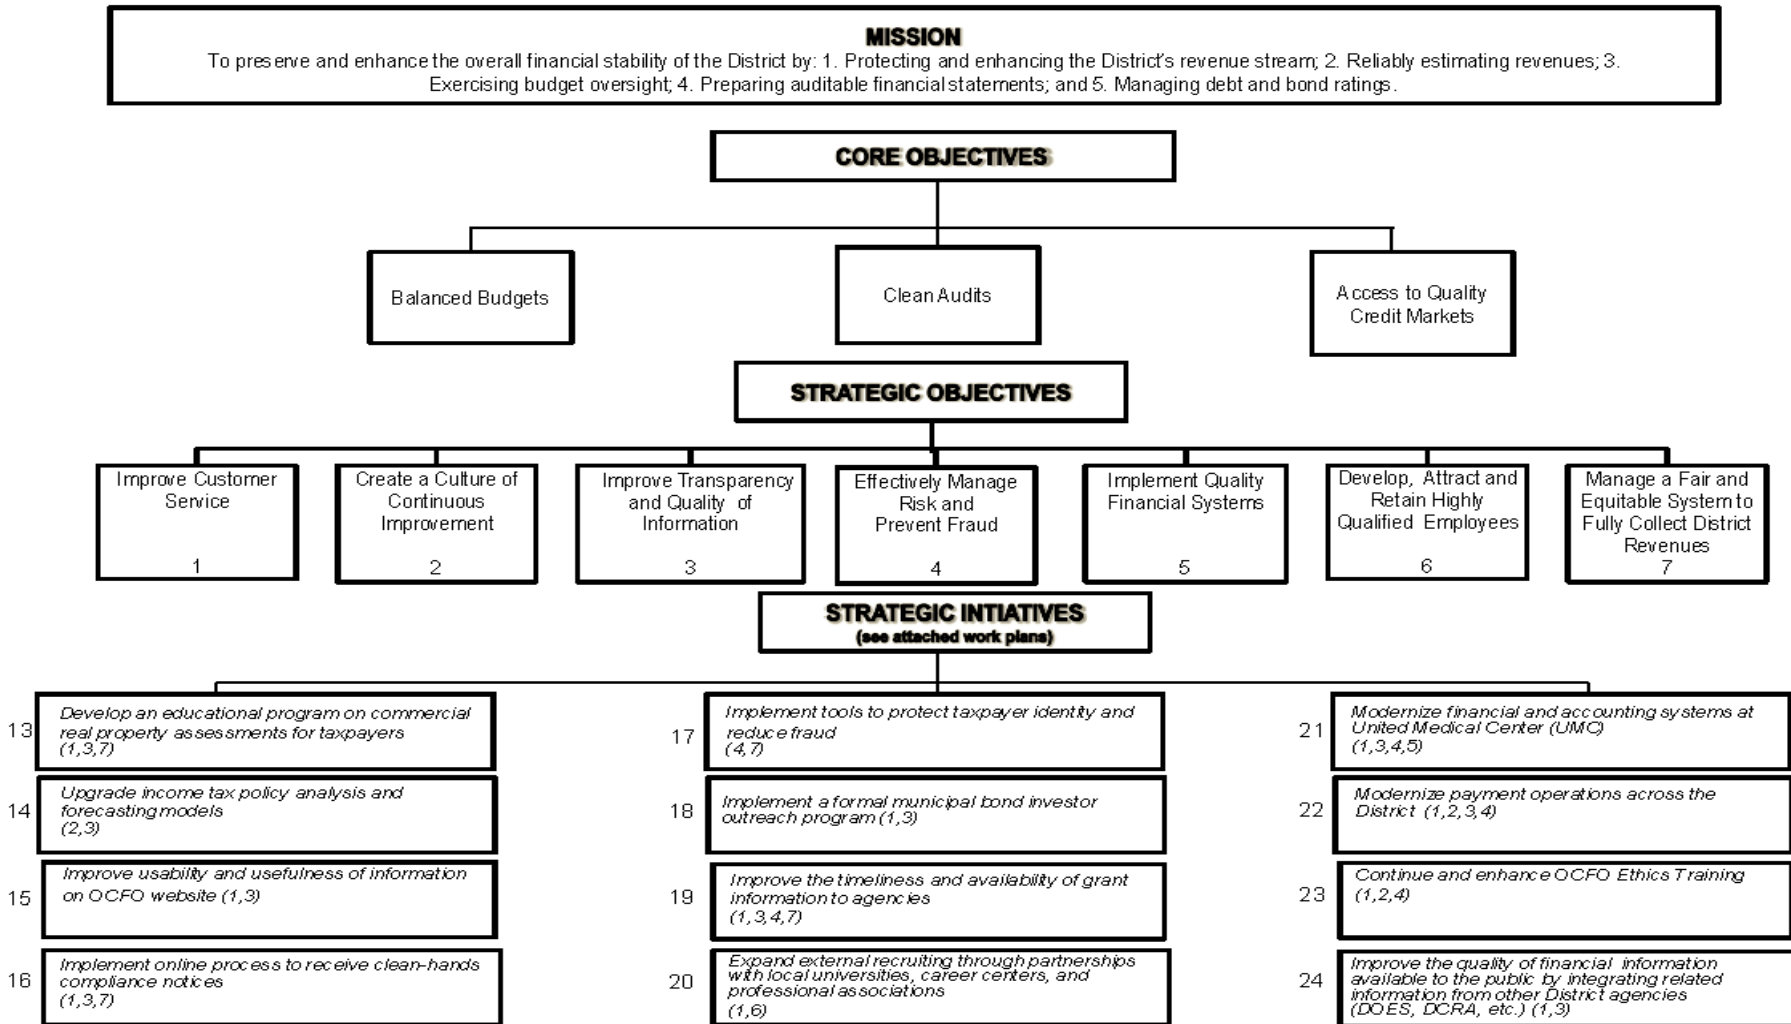 MISSION
To preserve and enhance the overall financial stability of the District by: 1. Protecting and enhancing the District's revenue stream; 2. Reliably estimating revenues; 3.
Exercising budget oversight; 4. Preparing auditable financial statements; and 5. Managing debt and bond ratings.
CORE OBJECTIVES
Balanced Budgets
Clean Audits
Access to Quality
Credit Markets
STRATEGIC OBJECTIVES
Improve Customer
Service
1
Create a Culture of
Continuous
Improvement
2
Improve Transparency
and Quality of
Information
3
Effectively Manage
Risk and
Prevent Fraud
4
Implement Quality
Financial Systems
5
Develop, Attract and
Retain Highly
Qualified Employees
6
Manage a Fair and
Equitable System to
Fully Collect District
Revenues
7
STRATEGIC INTIATIVES
(see attached work plans)
13
Develop an educational program on commercial
real property assessments for taxpayers
(1,3,7)
14
Upgrade income tax policy analysis and
forecasting models
(2,3)
15
Improve usability and usefulness of information
on OCFO website (1,3)
16
Implement online process to receive clean-hands
compliance notices
(1,3,7)
17
Implement tools to protect taxpayer identity and
reduce fraud
(4,7)
18
Implement a formal municipal bond investor
outreach program (1,3)
19
Improve the timeliness and availability of grant
information to agencies
(1,3,4,7)
20
Expand external recruiting through partnerships
with local universities, career centers, and
professional associations
(1,6)
21
Modernize financial and accounting systems at
United Medical Center (UMC)
(1,3,4,5)
22
Modernize payment operations across the
District (1,2,3,4)
23
Continue and enhance OCFO Ethics Training
(1,2,4)
24
Improve the quality of financial information
available to the public by integrating related
information from other District agencies
(DOES, DCRA, etc.) (1,3)